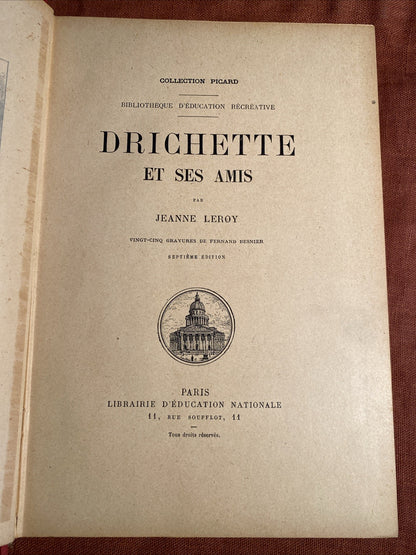 COLLECTION PICARD
BIBLIOTHÈQUE D'ÉDUCATION RÉCRÉATIVE
DRICHETTE
ET SES AMIS
PAR
JEANNE LEROY
VINGT-CINQ GRAVURES DE FERNAND BESNIER
SEPTIÈME ÉDITION
PARIS
LIBRAIRIE D'ÉDUCATION NATIONALE
11, RUE SOUFFLOT, 11
Tous droits réservés.